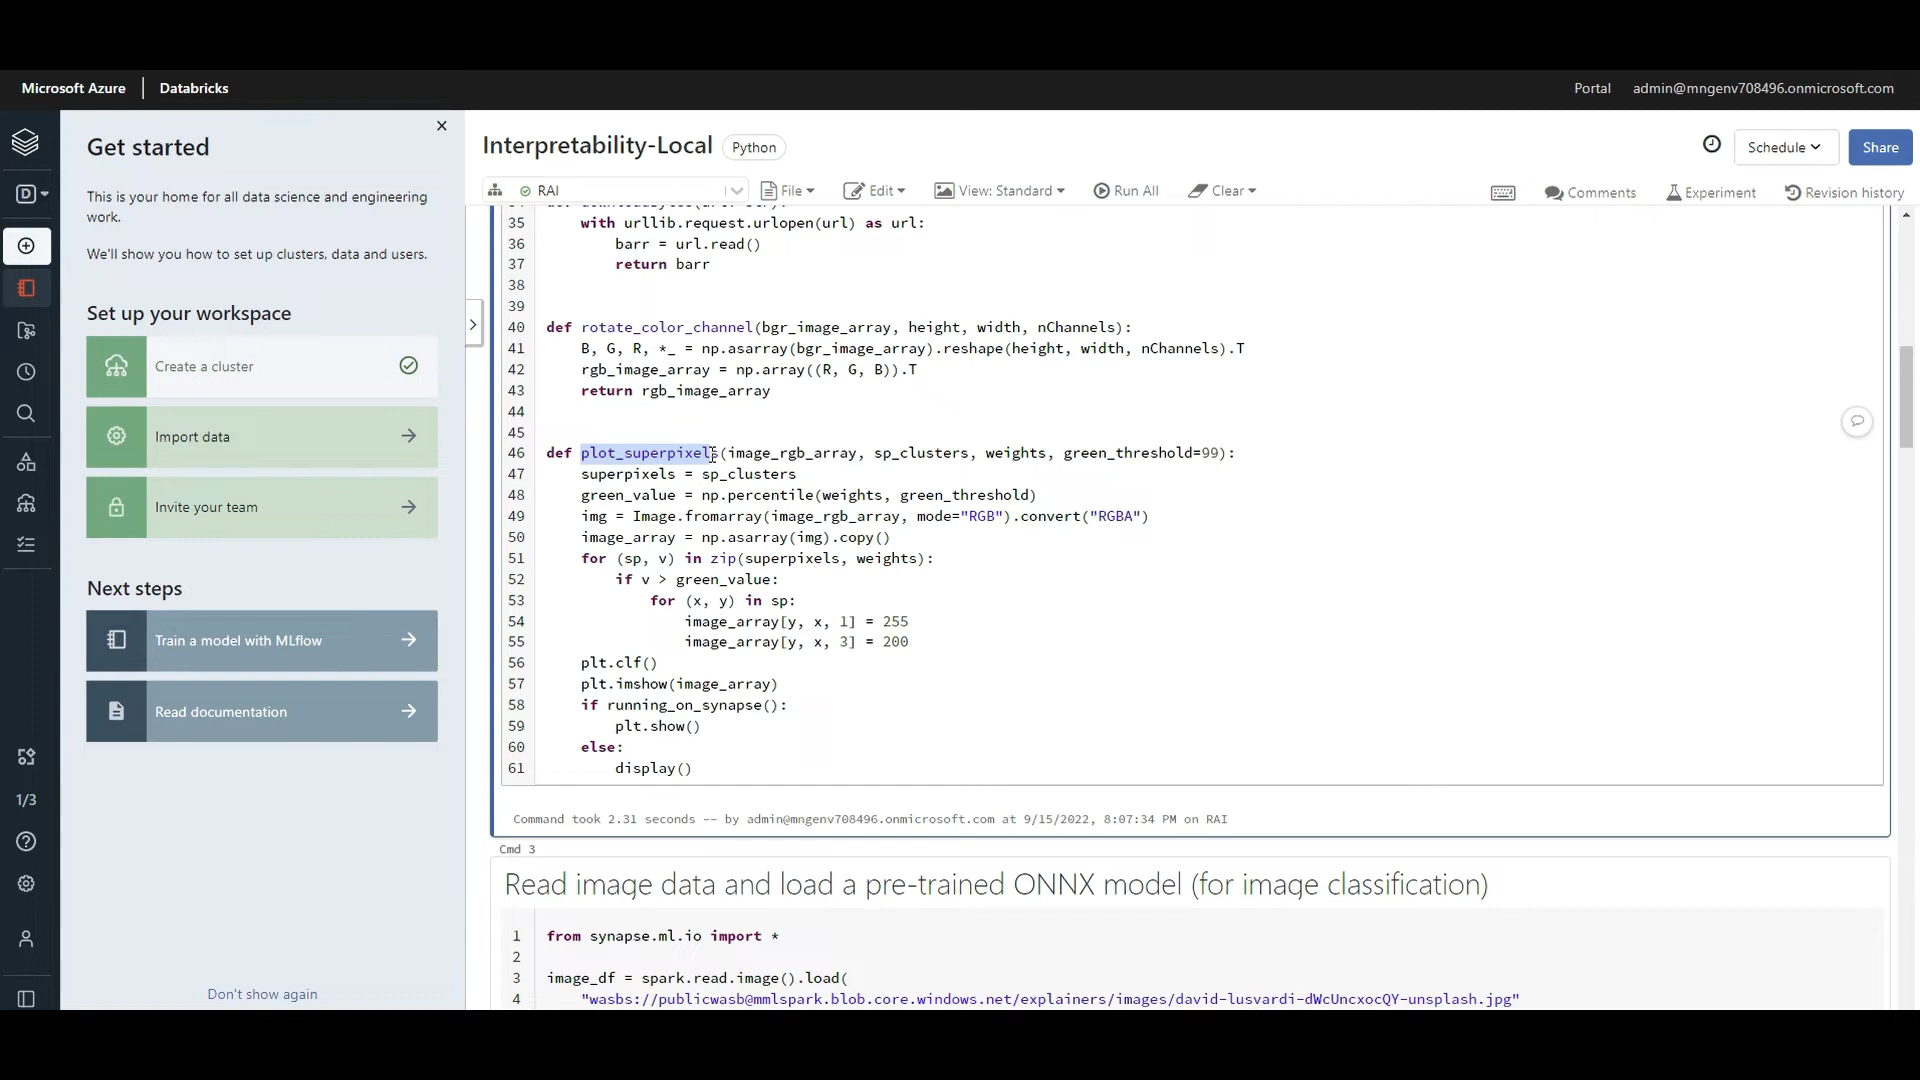 Microsoft Azure Databricks Portal admin@mngenv708496.onmicrosoft.com
Get started
This is your home for all data science and engineering
work.
We'll show you how to set up clusters, data and users.
Set up your workspace
Create a cluster
Import data
Invite your team
Next steps
Train a model with MLflow
Read documentation
Don't show again
D
1/3
Interpretability-Local Python Schedule Share
RAI File Edit View: Standard Run All Clear Comments Experiment Revision history
35 with urllib.request.urlopen(url) as url:
36 barr = url.read()
37 return barr
38
39
40 def rotate_color_channel(bgr_image_array, height, width, nChannels):
41 B, G, R, *_ = np.asarray(bgr_image_array).reshape(height, width, nChannels).T
42 rgb_image_array = np.array((R, G, B)).T
43 return rgb_image_array
44
45
46 def plot_superpixels(image_rgb_array, sp_clusters, weights, green_threshold=99):
47 superpixels = sp_clusters
48 green_value = np.percentile(weights, green_threshold)
49 img = Image.fromarray(image_rgb_array, mode="RGB").convert("RGBA")
50 image_array = np.asarray(img).copy()
51 for (sp, v) in zip(superpixels, weights):
52 if v > green_value:
53 for (x, y) in sp:
54 image_array[y, x, 1] = 255
55 image_array[y, x, 3] = 200
56 plt.clf()
57 plt.imshow(image_array)
58 if running_on_synapse():
59 plt.show()
60 else:
61 display()
Command took 2.31 seconds -- by admin@mngenv708496.onmicrosoft.com at 9/15/2022, 8:07:34 PM on RAI
Cmd 3
Read image data and load a pre-trained ONNX model (for image classification)
1 from synapse.ml.io import *
2
3 image_df = spark.read.image().load(
4 "wasbs://publicwasb@mmlspark.blob.core.windows.net/explainers/images/david-lusvardi-dWcUncxocQY-unsplash.jpg"